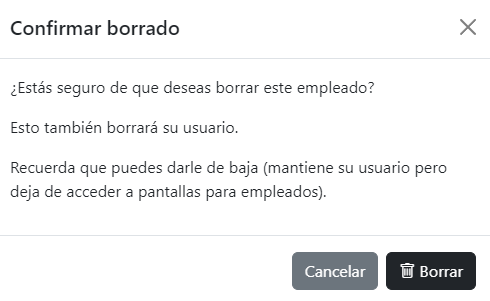 Confirmar borrado
¿Estás seguro de que deseas borrar este empleado?
Esto también borrará su usuario.
Recuerda que puedes darle de baja (mantiene su usuario pero
deja de acceder a pantallas para empleados).
Cancelar
Borrar